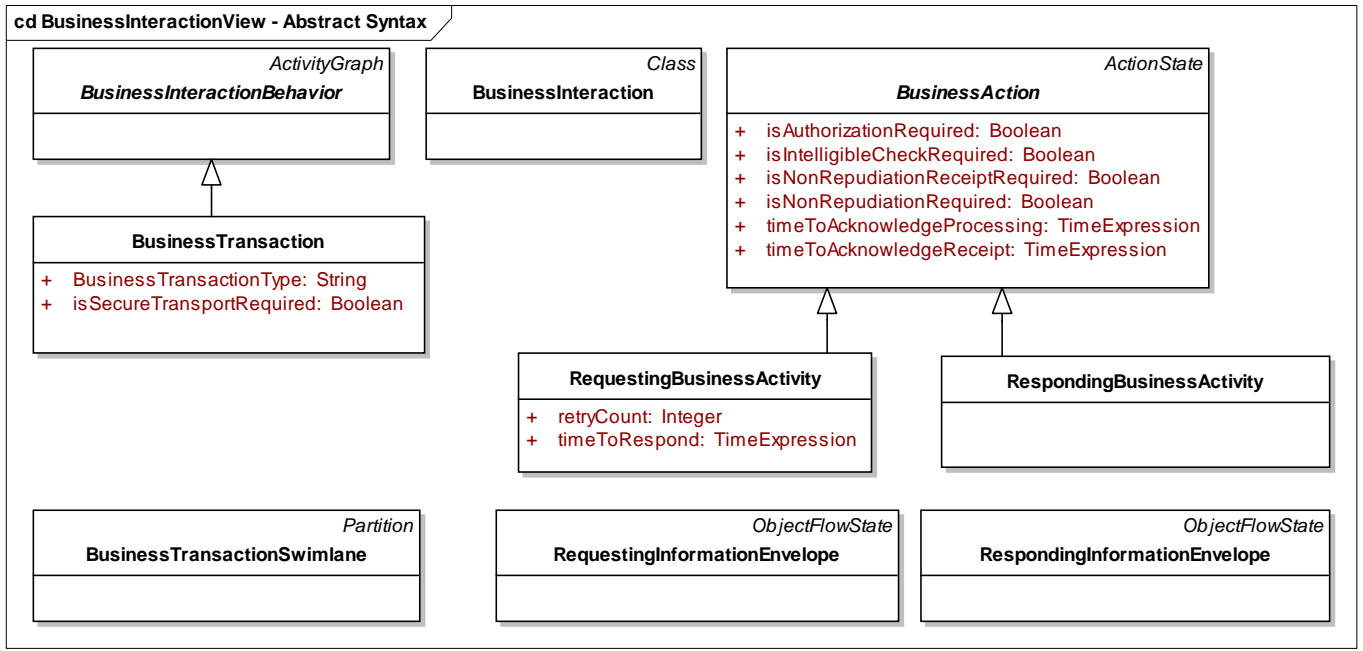 cd BusinessInteractionView - Abstract Syntax
ActivityGraph
BusinessInteractionBehavior
Class
BusinessInteraction
ActionState
BusinessAction
+ isAuthorizationRequired: Boolean
+ isIntelligibleCheckRequired: Boolean
+ isNonRepudiationReceiptRequired: Boolean
+ isNonRepudiationRequired: Boolean
+ timeToAcknowledgeProcessing: TimeExpression
+ timeToAcknowledgeReceipt: TimeExpression
BusinessTransaction
+ BusinessTransactionType: String
+ isSecureTransportRequired: Boolean
RequestingBusinessActivity
+ retryCount: Integer
+ timeToRespond: TimeExpression
RespondingBusinessActivity
Partition
BusinessTransactionSwimlane
ObjectFlowState
RequestingInformationEnvelope
ObjectFlowState
RespondingInformationEnvelope